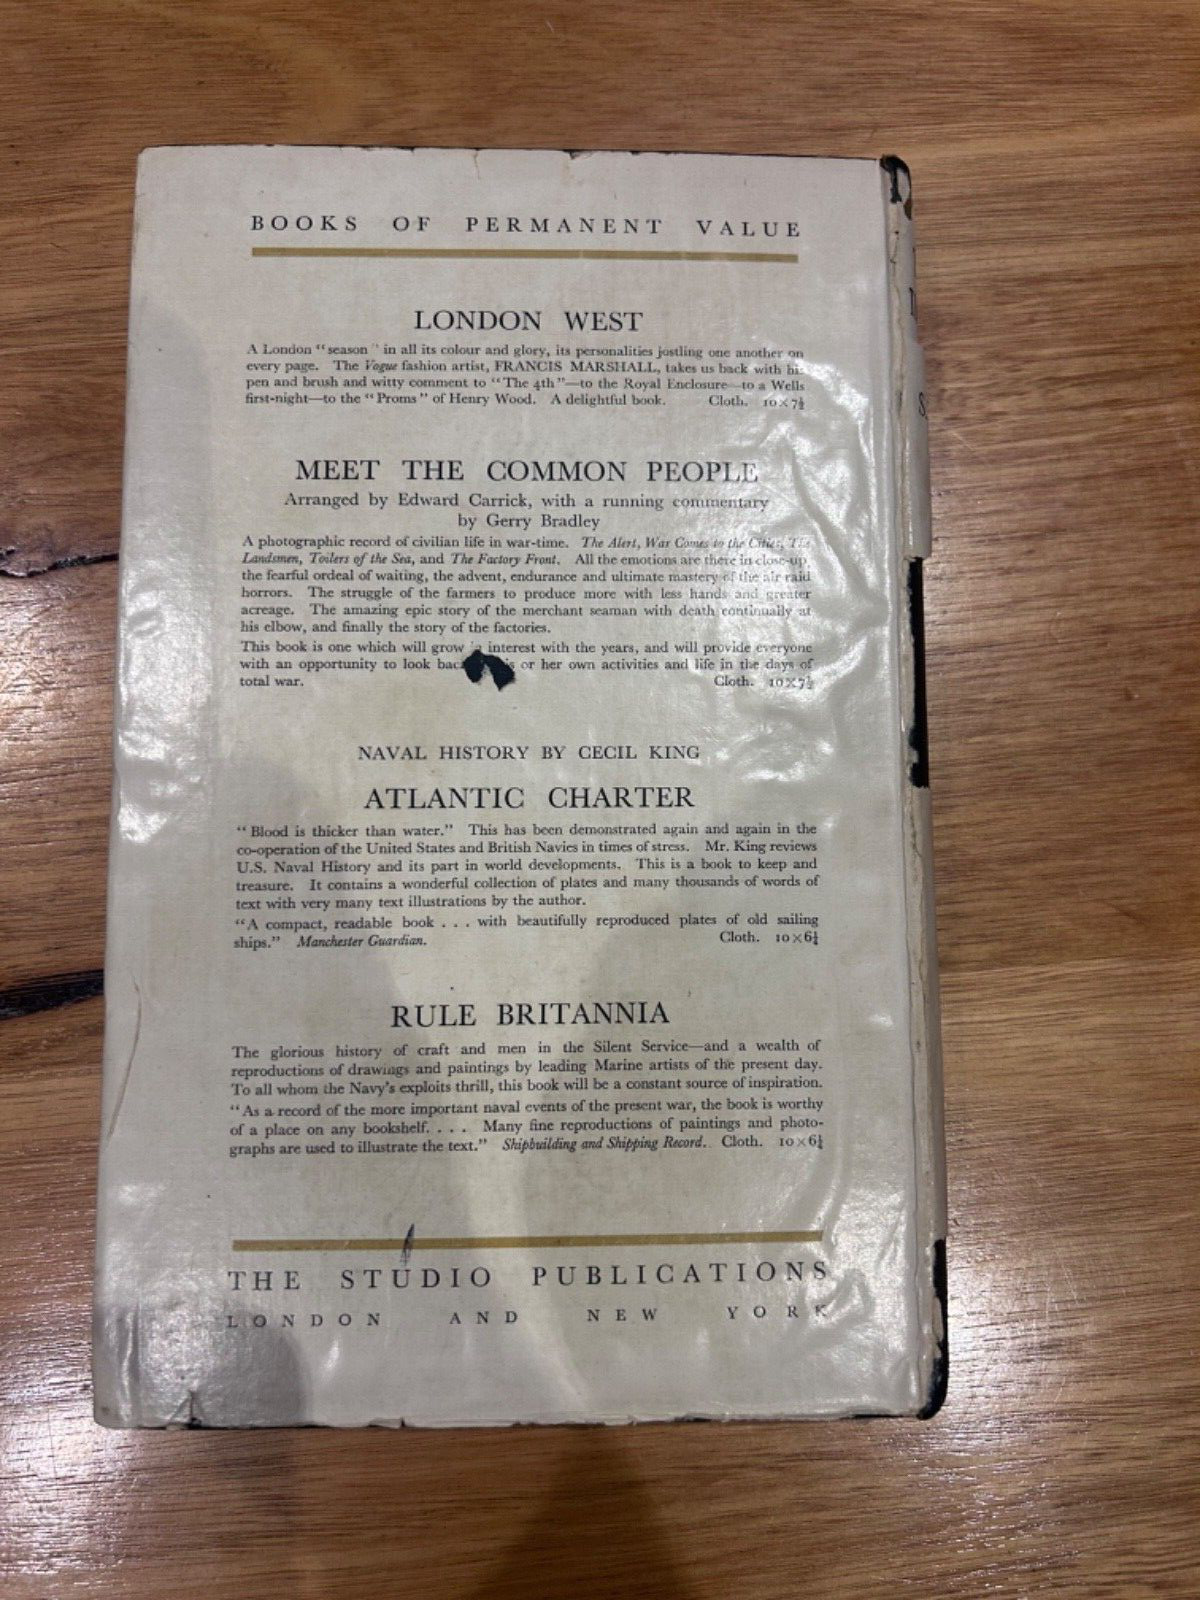 BOOKS OF PERMANENT VALUE
LONDON WEST
A London "season" in all its colour and glory, its personalities jostling one another on
every page. The Vogue fashion artist, FRANCIS MARSHALL, takes us back with his
pen and brush and witty comment to "The 4th"—to the Royal Enclosure—to a Wells
first-night—to the "Proms" of Henry Wood. A delightful book. Cloth. 10×7½
MEET THE COMMON PEOPLE
Arranged by Edward Carrick, with a running commentary
by Gerry Bradley
A photographic record of civilian life in war-time. The Alert, War Comes to the Cities, The
Landsmen, Toilers of the Sea, and The Factory Front. All the emotions are there in close-up,
the fearful ordeal of waiting, the advent, endurance and ultimate mastery of the air raid
horrors. The struggle of the farmers to produce more with less hands and greater
acreage. The amazing epic story of the merchant seaman with death continually at
his elbow, and finally the story of the factories.
This book is one which will grow interest with the years, and will provide everyone
with an opportunity to look or her own activities and life in the days of
total war. Cloth. 10×7½
NAVAL HISTORY BY CECIL KING
ATLANTIC CHARTER
"Blood is thicker than water." This has been demonstrated again and again in the
co-operation of the United States and British Navies in times of stress. Mr. King reviews
U.S. Naval History and its part in world developments. This is a book to keep and
treasure. It contains a wonderful collection of plates and many thousands of words of
text with very many text illustrations by the author.
"A compact, readable book . . . with beautifully reproduced plates of old sailing
ships." Manchester Guardian. Cloth. 10×6¼
RULE BRITANNIA
The glorious history of craft and men in the Silent Service—and a wealth of
reproductions of drawings and paintings by leading Marine artists of the present day.
To all whom the Navy's exploits thrill, this book will be a constant source of inspiration.
"As a record of the more important naval events of the present war, the book is worthy
of a place on any bookshelf. . . . Many fine reproductions of paintings and photo-
graphs are used to illustrate the text." Shipbuilding and Shipping Record. Cloth. 10×6¼
THE STUDIO PUBLICATIONS
LONDON AND NEW YORK